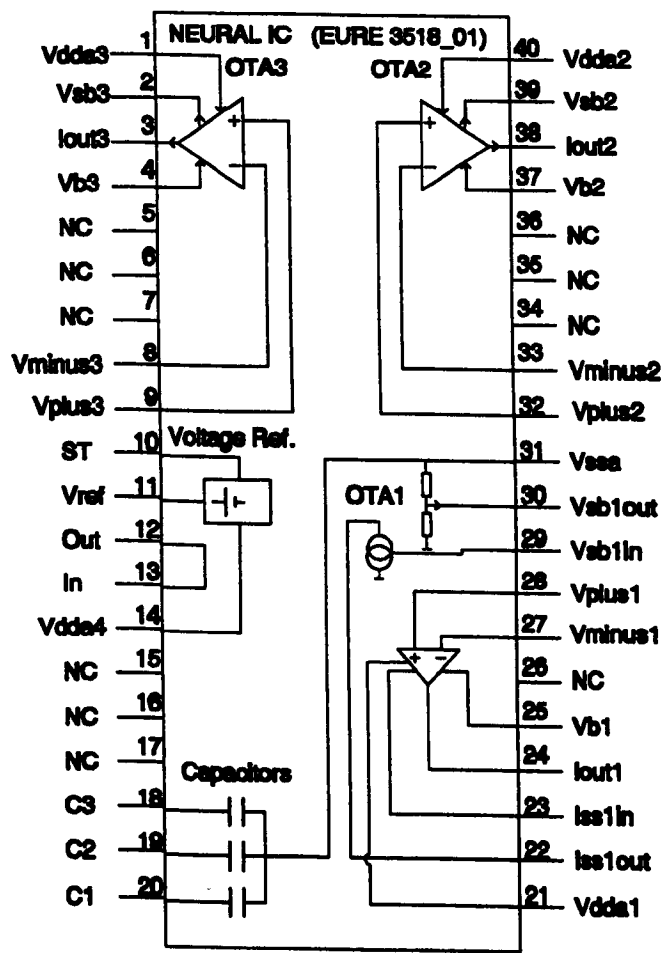 NEURAL IC (EURE 3518_01)
OTA3 OTA2
1 Vdda3
2 Vsb3
3 Iout3
4 Vb3
5 NC
6 NC
7 NC
8 Vminus3
9 Vplus3
10 ST
11 Vref
12 Out
13 In
14 Vdda4
15 NC
16 NC
17 NC
18 C3
19 C2
20 C1
Voltage Ref.
Capacitors
OTA1
40 Vdda2
39 Vsb2
38 Iout2
37 Vb2
36 NC
35 NC
34 NC
33 Vminus2
32 Vplus2
31 Vssa
30 Vsb1out
29 Vsb1in
28 Vplus1
27 Vminus1
26 NC
25 Vb1
24 Iout1
23 Iss1in
22 Iss1out
21 Vdda1
+
−
+
−
+ −